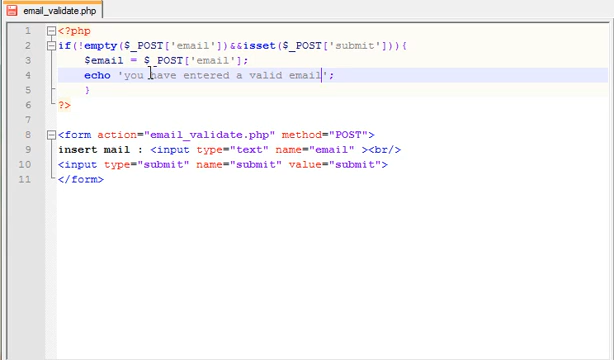 email_validate.php
1 <?php
2 if(!empty($_POST['email'])&&isset($_POST['submit'])){
3 $email = $_POST['email'];
4 echo 'you have entered a valid email';
5 }
6 ?>
7
8 <form action="email_validate.php" method="POST">
9 insert mail : <input type="text" name="email" ><br/>
10 <input type="submit" name="submit" value="submit">
11 </form>